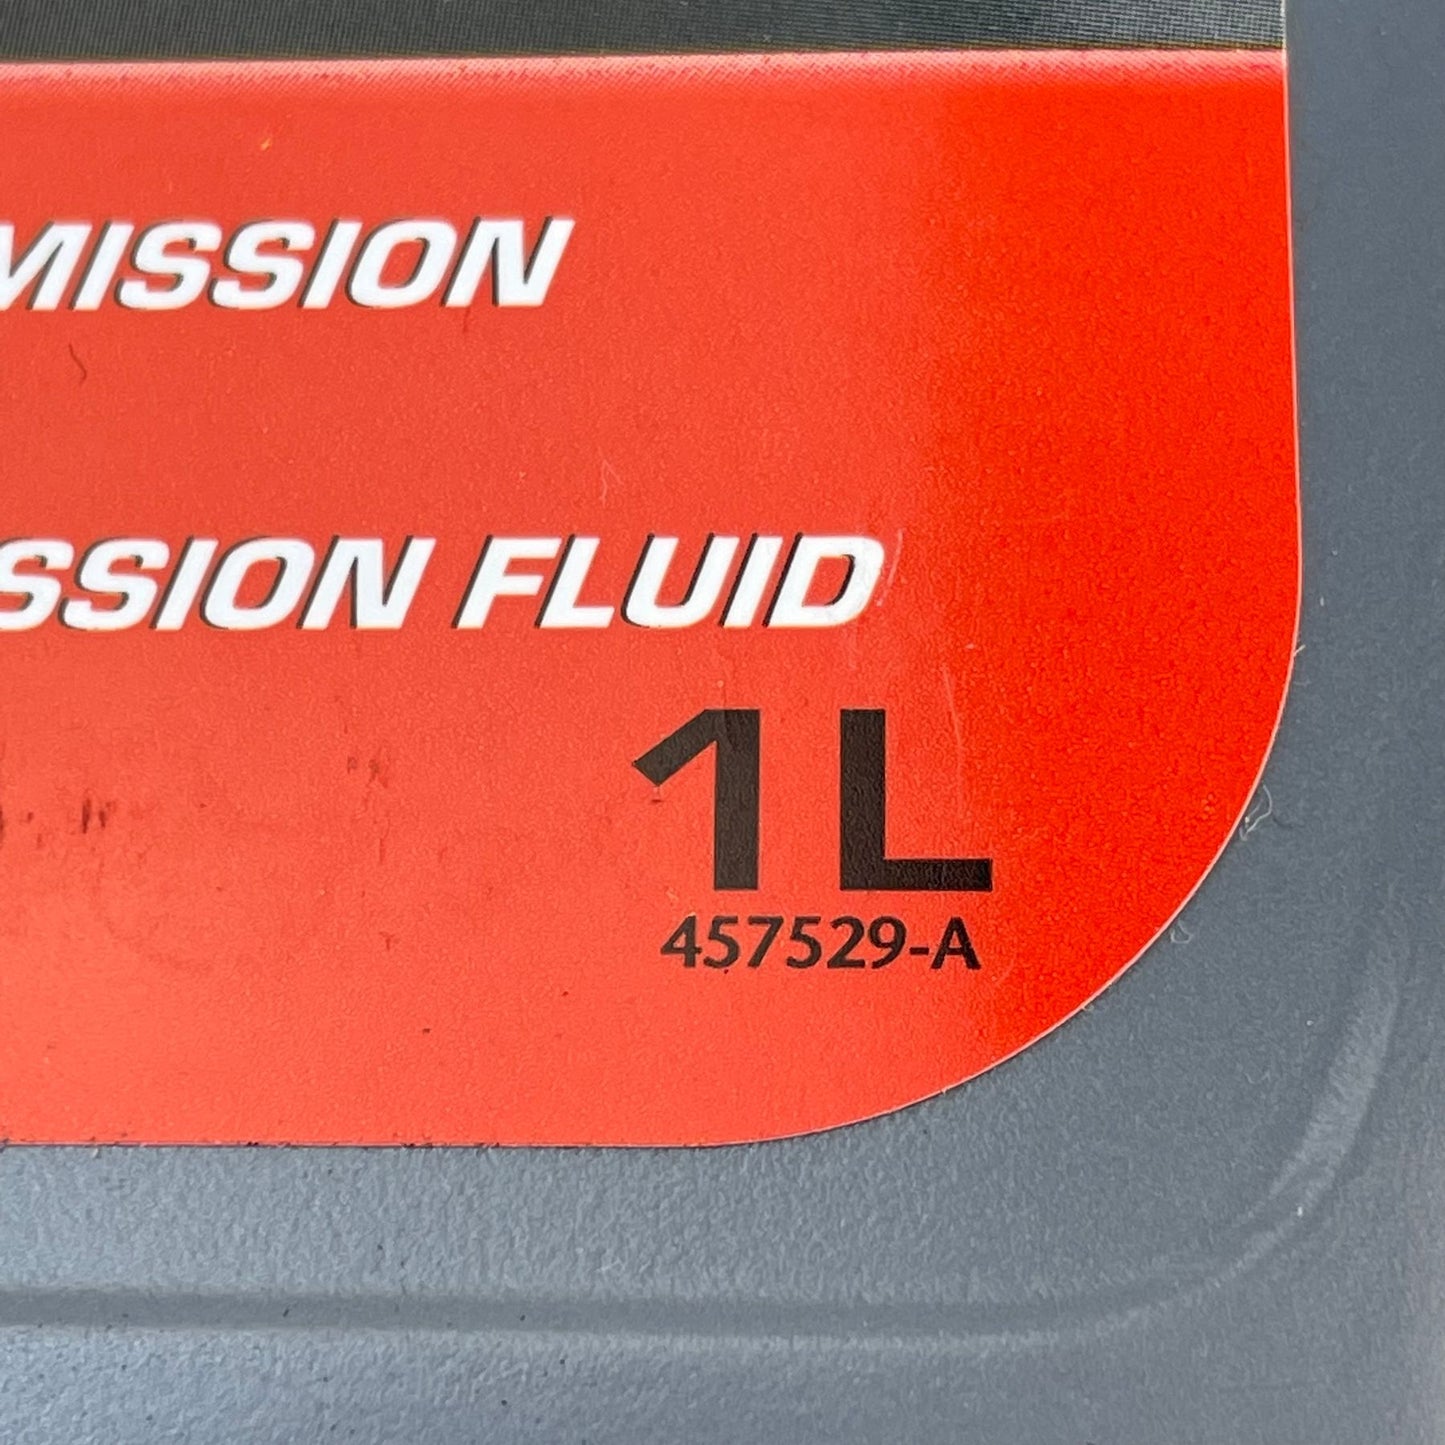 MISSION
SSION FLUID
1L
457529-A